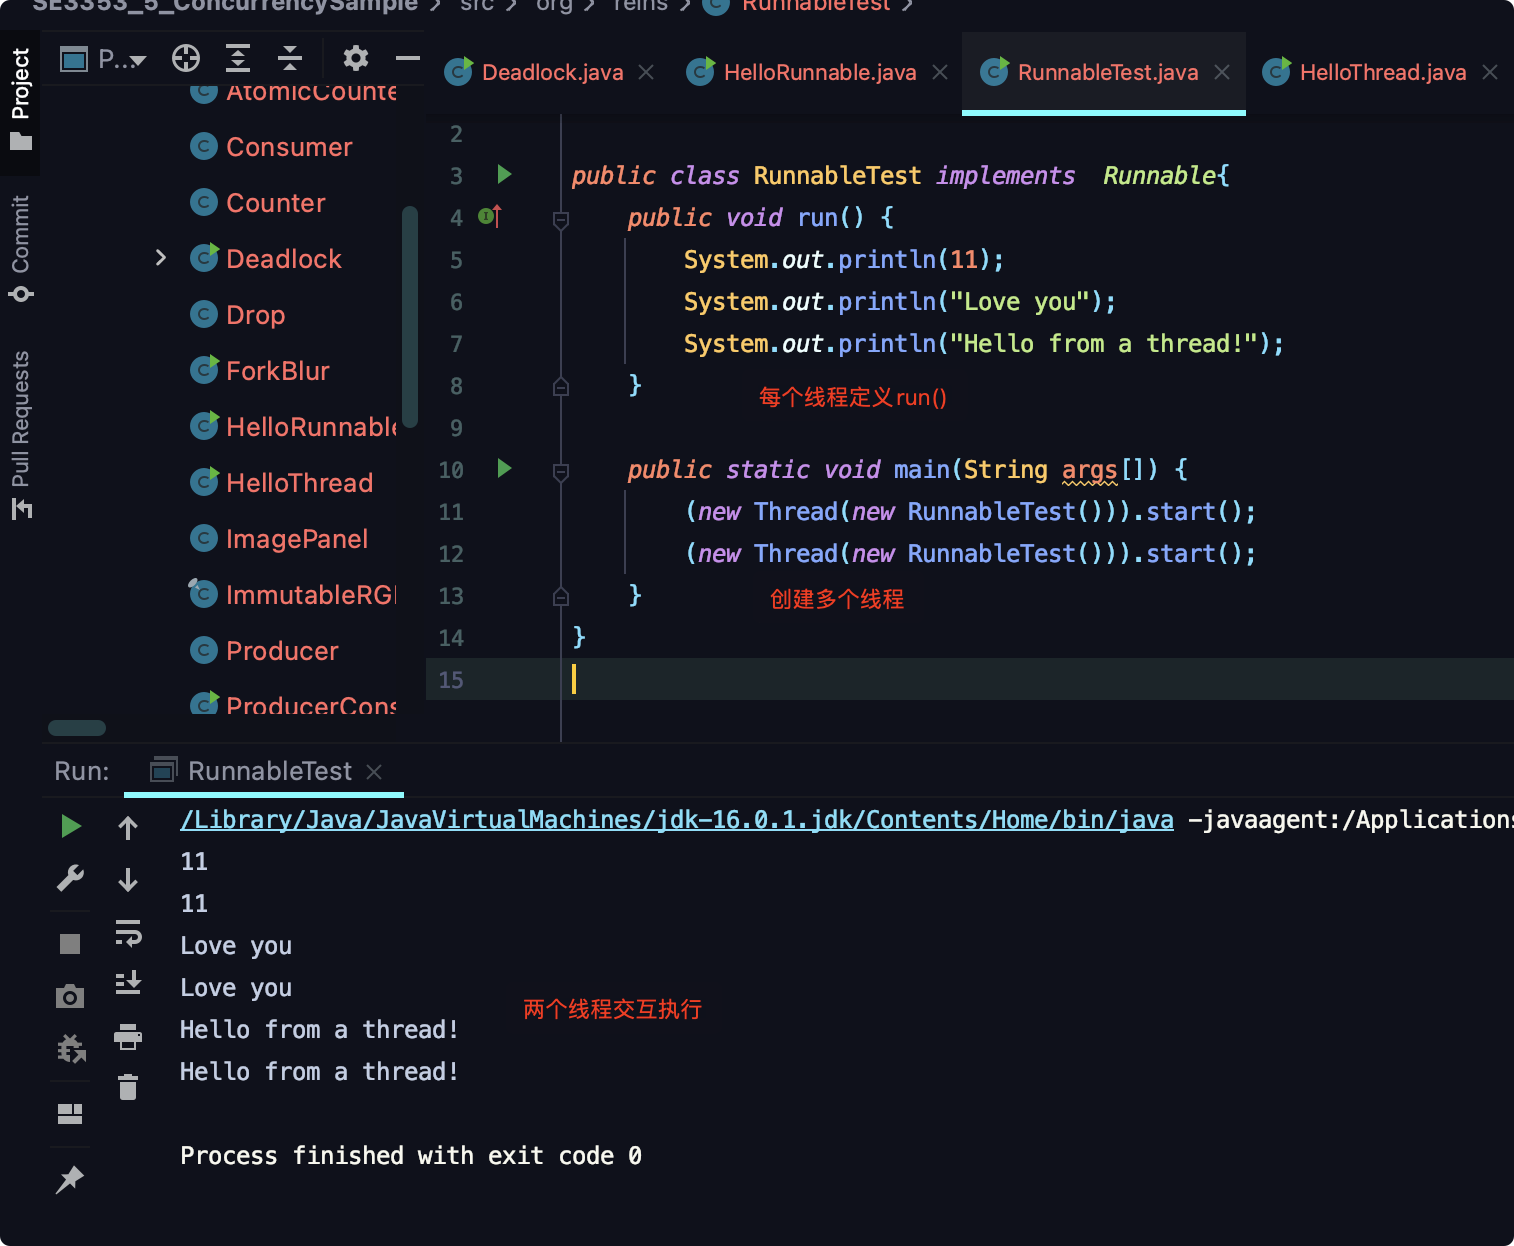 SE3353_5_ConcurrencySample
src
org
reins
RunnableTest
Project
Commit
Pull Requests
P...
Deadlock.java
HelloRunnable.java
RunnableTest.java
HelloThread.java
AtomicCounte
Consumer
Counter
Deadlock
Drop
ForkBlur
HelloRunnable
HelloThread
ImagePanel
ImmutableRGB
Producer
ProducerCons
2
3 public class RunnableTest implements  Runnable{
4 public void run() {
5 System.out.println(11);
6 System.out.println("Love you");
7 System.out.println("Hello from a thread!");
8 }
每个线程定义run()
9
10 public static void main(String args[]) {
11 (new Thread(new RunnableTest())).start();
12 (new Thread(new RunnableTest())).start();
13 }
创建多个线程
14 }
15
Run:
RunnableTest
/Library/Java/JavaVirtualMachines/jdk-16.0.1.jdk/Contents/Home/bin/java -javaagent:/Applications
11
11
Love you
Love you
Hello from a thread!
两个线程交互执行
Hello from a thread!
Process finished with exit code 0